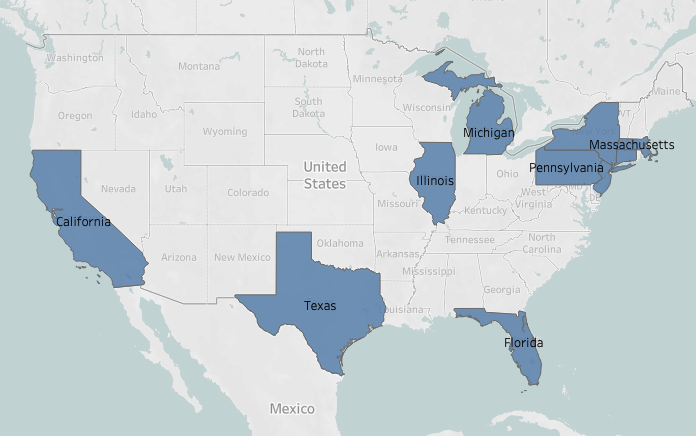 Washington
Montana
North
Dakota
Minnesota
Maine
Oregon
Idaho
South
Dakota
Wisconsin
Michigan
VT
Massachusetts
Wyoming
Iowa
Nevada
Utah
Colorado
United
States
Illinois
Ohio
Pennsylvania
MD
DE
California
Missouri
West
Virginia
Kentucky
Arizona
New Mexico
Oklahoma
Arkansas
Tennessee
North
Carolina
Mississippi
Georgia
Texas
Louisiana
Florida
Mexico